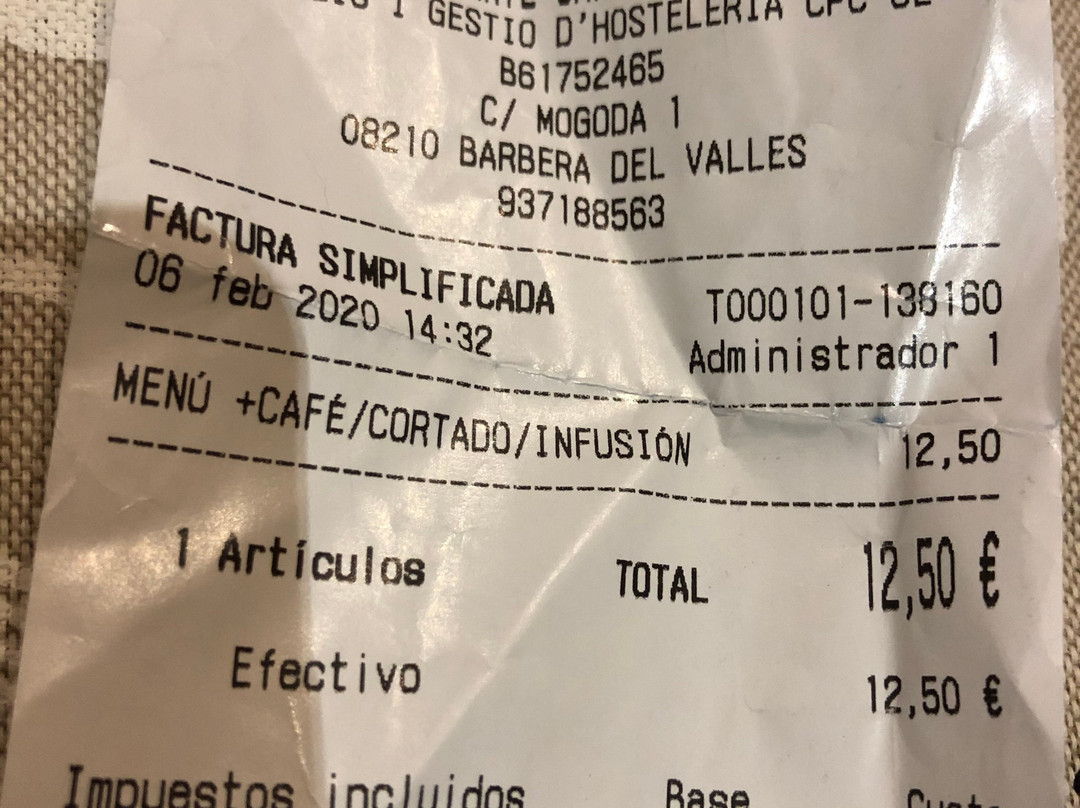 I GESTIO D'HOSTELERIA CFC
B61752465
C/ MOGODA 1
08210 BARBERA DEL VALLES
937188563
FACTURA SIMPLIFICADA
T000101-138160
06 feb 2020 14:32
Administrador 1
MENÚ +CAFÉ/CORTADO/INFUSIÓN 12,50
1 Artículos TOTAL 12,50 €
Efectivo 12,50 €
Impuestos incluidos Base